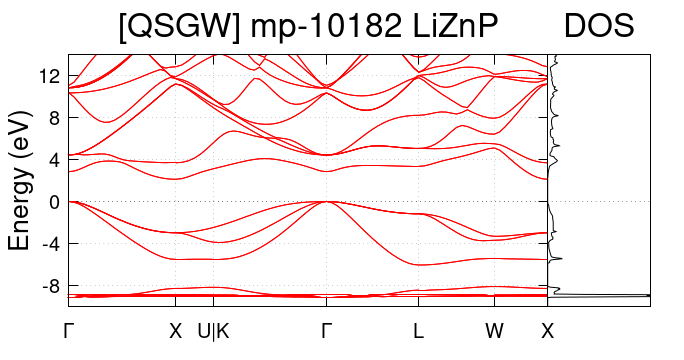 [QSGW] mp-10182 LiZnP DOS
Energy (eV)
12
8
4
0
-4
-8
Γ X U|K Γ L W X